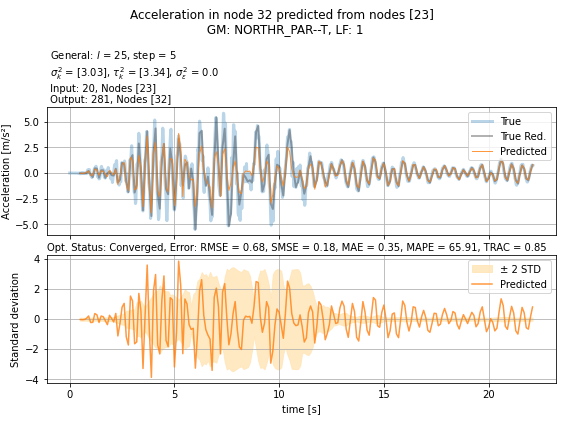 Acceleration in node 32 predicted from nodes [23]
GM: NORTHR_PAR--T, LF: 1
General: l = 25, step = 5
σ²ₖ = [3.03], τ²ₖ = [3.34], σ²ε = 0.0
Input: 20, Nodes [23]
Output: 281, Nodes [32]
Acceleration [m/s²]
5.0
2.5
0.0
−2.5
−5.0
True
True Red.
Predicted
Opt. Status: Converged, Error: RMSE = 0.68, SMSE = 0.18, MAE = 0.35, MAPE = 65.91, TRAC = 0.85
Standard deviation
4
2
0
−2
−4
± 2 STD
Predicted
0 5 10 15 20
time [s]